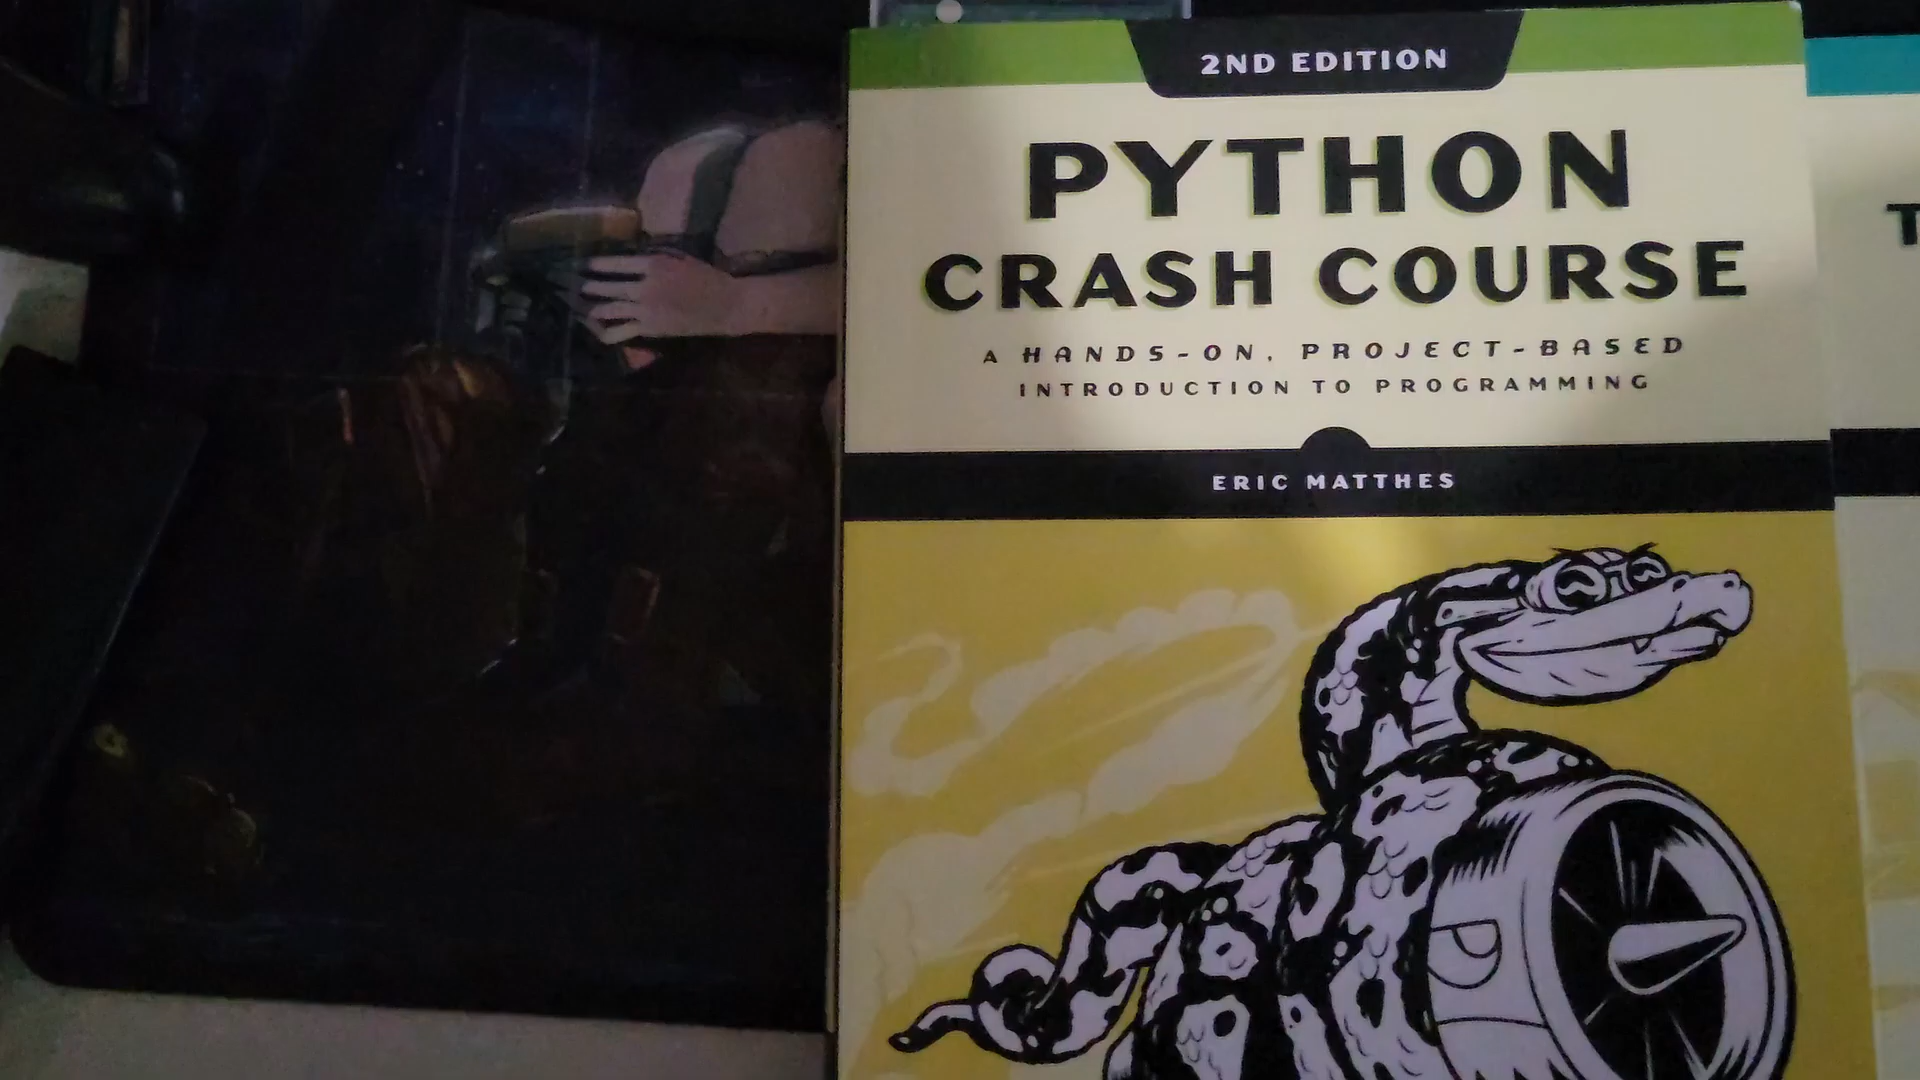 2ND EDITION
PYTHON
CRASH COURSE
A HANDS-ON, PROJECT-BASED
INTRODUCTION TO PROGRAMMING
ERIC MATTHES
T